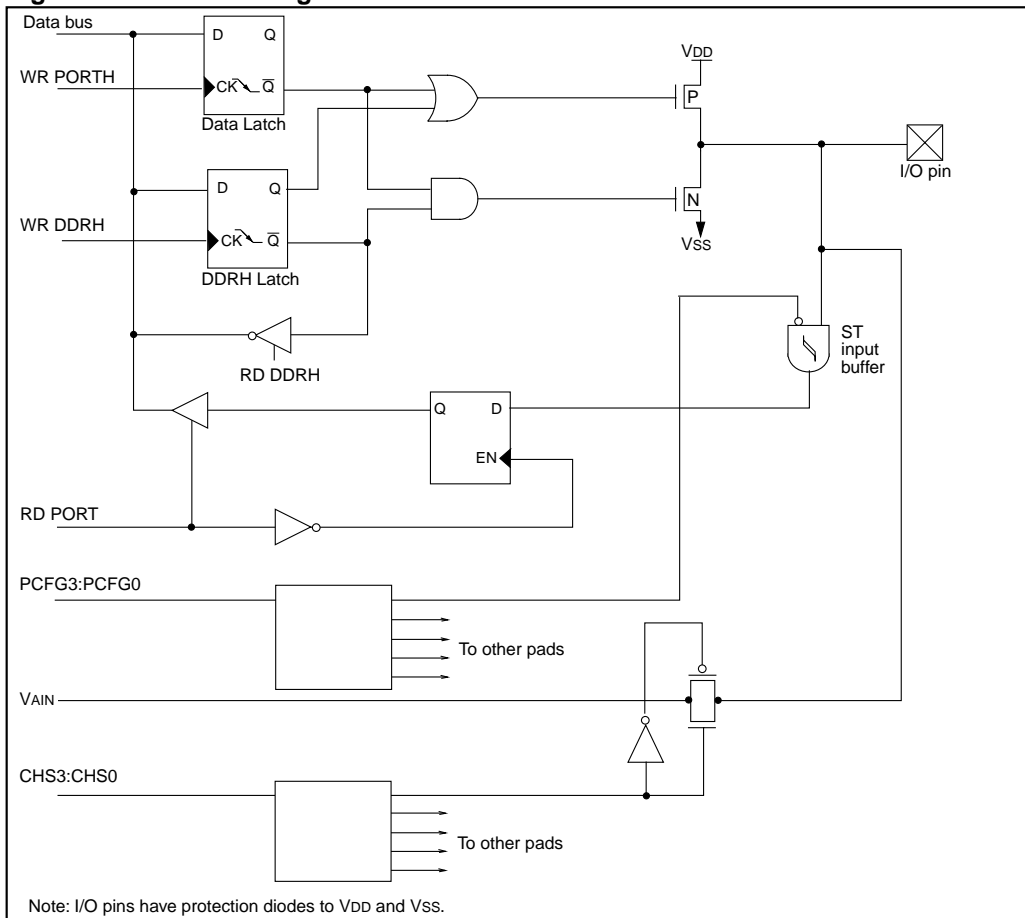 Data bus
D Q
VDD
WR PORTH
CK Q
P
Data Latch
I/O pin
D Q
N
WR DDRH
CK Q
VSS
DDRH Latch
ST
input
buffer
RD DDRH
Q D
EN
RD PORT
PCFG3:PCFG0
To other pads
VAIN
CHS3:CHS0
To other pads
Note: I/O pins have protection diodes to VDD and VSS.